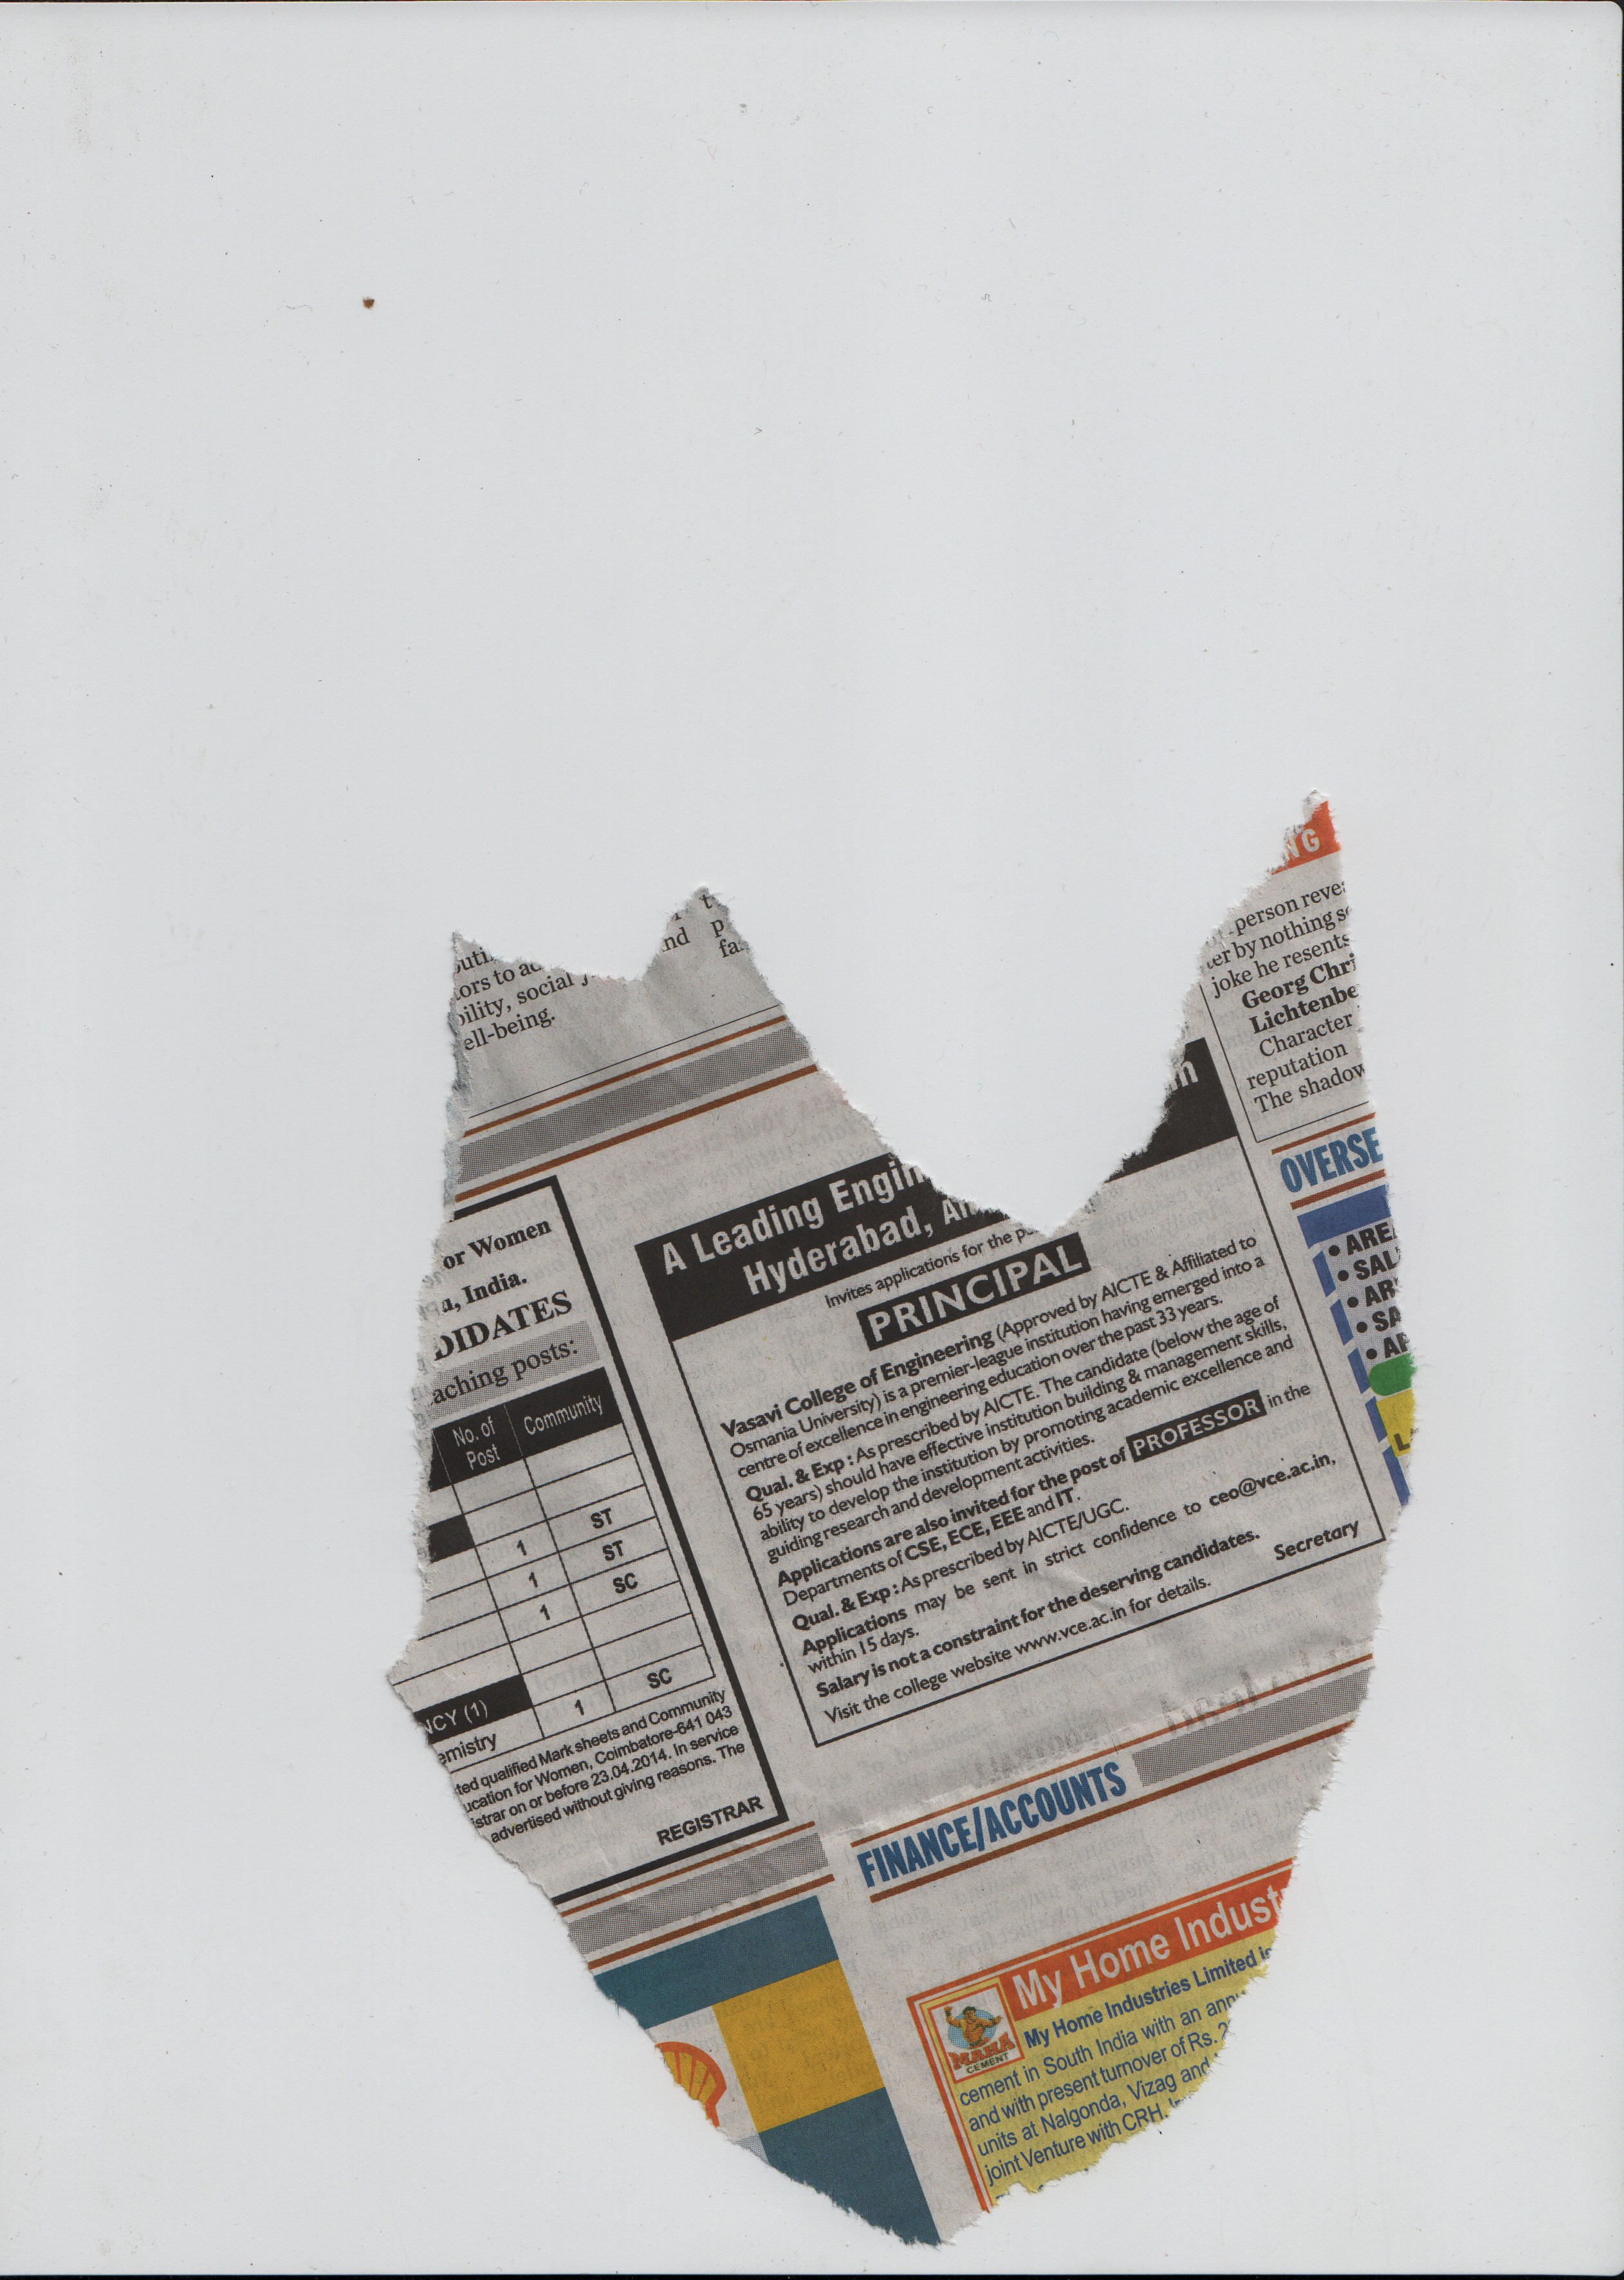 tors to
bility, social
ell-being.
nd
or Women
India.
DIDATES
aching posts:
No. of
Post
Community
1 ST
1 ST
1 SC
NCY (1)
emistry 1 SC
ted qualified Mark sheets and Community
ucation for Women, Coimbatore-641 043
istrar on or before 23.04.2014. In service
advertised without giving reasons. The
REGISTRAR
A Leading Engin
Hyderabad,
Invites applications for the
PRINCIPAL
Vasavi College of Engineering (Approved by AICTE & Affiliated to
Osmania University) is a premier-league institution having emerged into a
centre of excellence in engineering education over the past 33 years.
Qual. & Exp : As prescribed by AICTE. The candidate (below the age of
65 years) should have effective institution building & management skills,
ability to develop the institution by promoting academic excellence and
guiding research and development activities.
Applications are also invited for the post of PROFESSOR in the
Departments of CSE, ECE, EEE and IT.
Qual. & Exp : As prescribed by AICTE/UGC.
Applications may be sent in strict confidence to ceo@vce.ac.in,
within 15 days.
Salary is not a constraint for the deserving candidates.
Visit the college website www.vce.ac.in for details.
Secretary
NG
person reve
ter by nothing s
joke he resents
Georg Chri
Lichtenbe
Character
reputation
The shadow
OVERSE
• ARE
• SAL
• AR
• SA
• AR
L
FINANCE/ACCOUNTS
My Home Indust
MAHA
CEMENT
My Home Industries Limited is
cement in South India with an ann
and with present turnover of Rs. 2
units at Nalgonda, Vizag and
joint Venture with CRH.